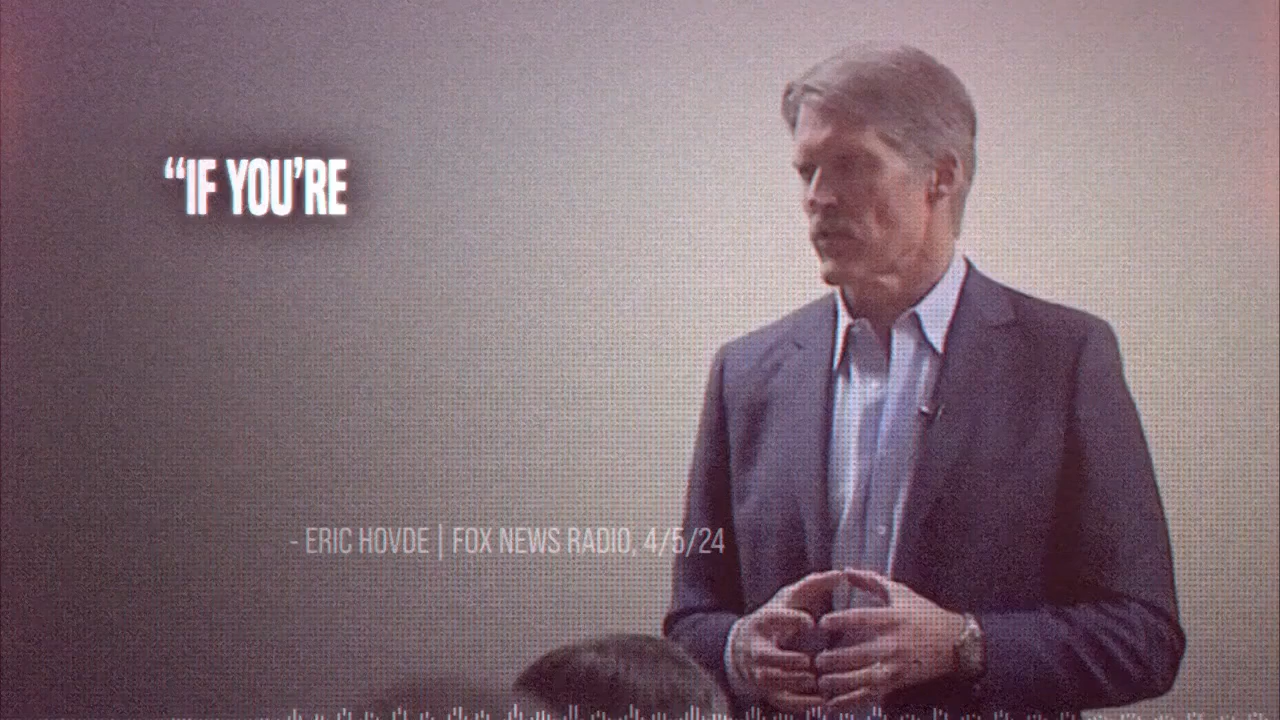 “IF YOU’RE
- ERIC HOVDE | FOX NEWS RADIO, 4/5/24